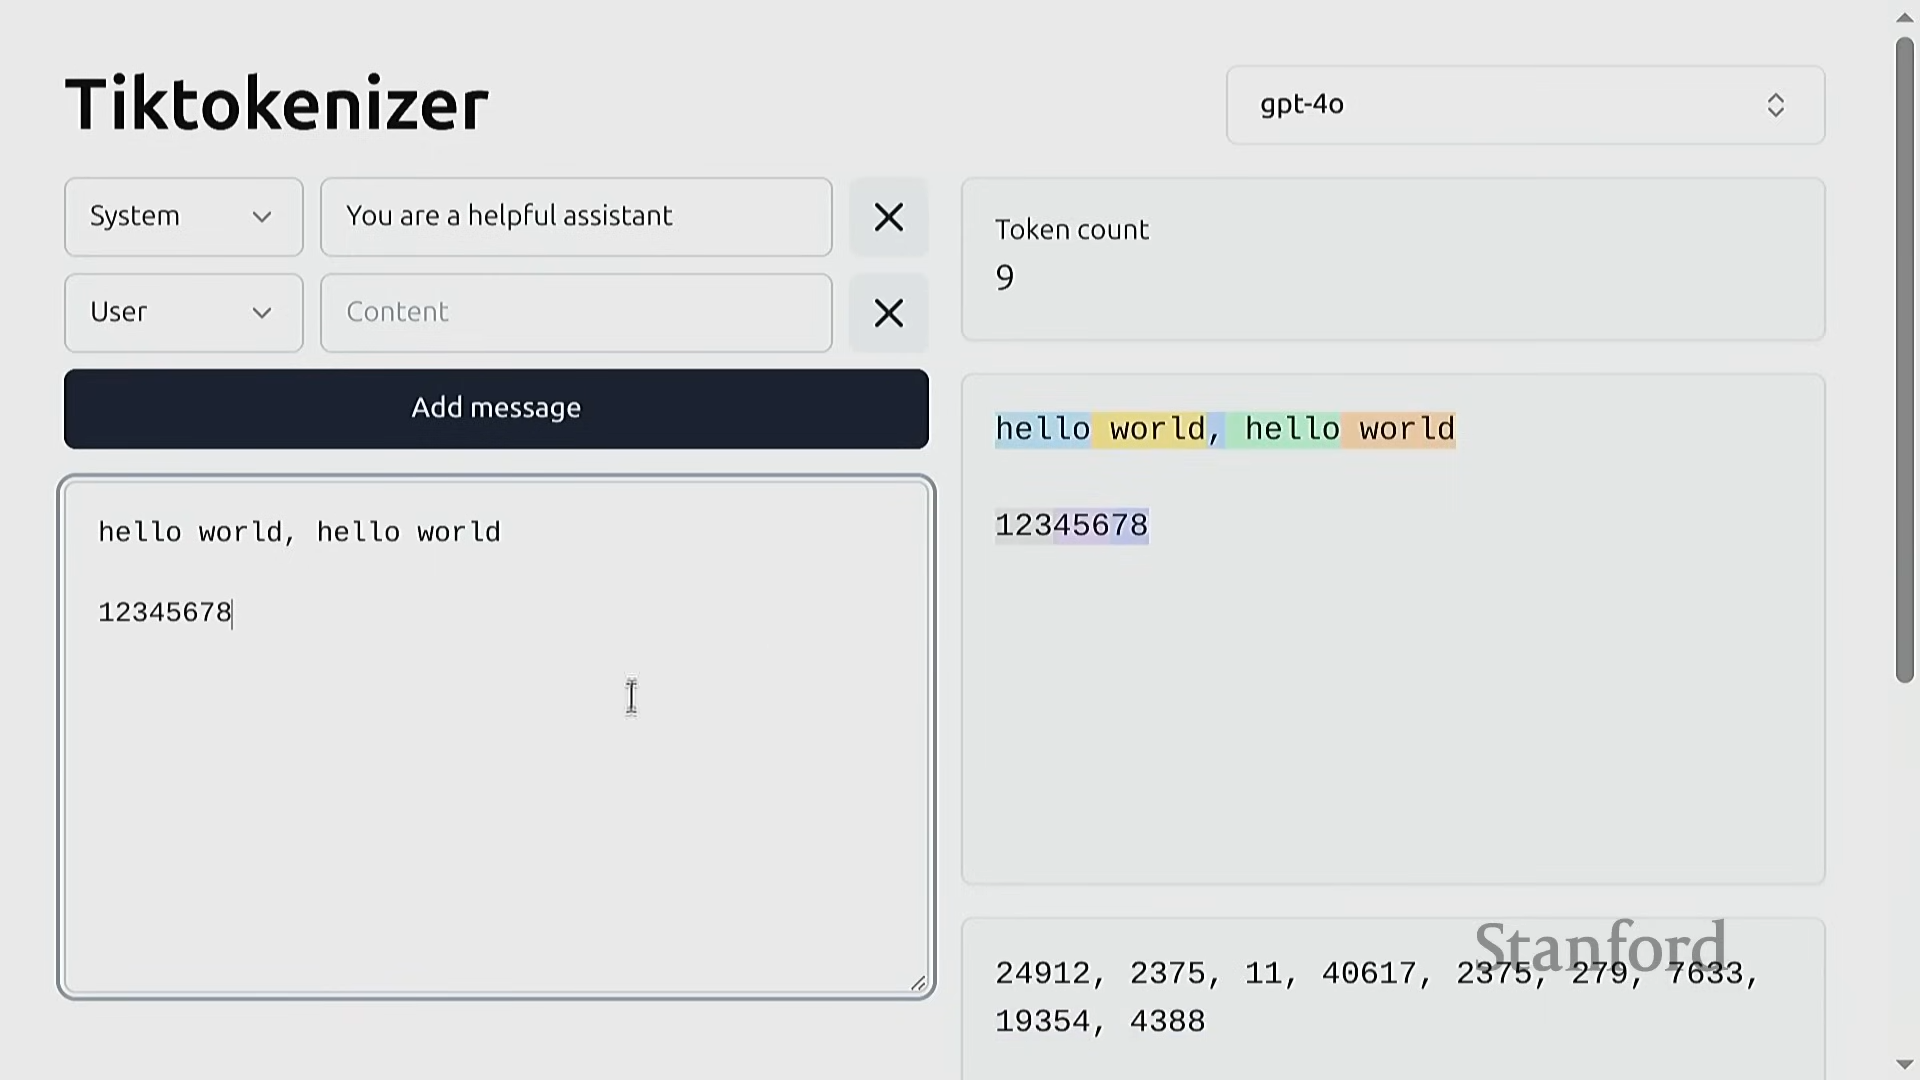 Tiktokenizer
gpt-4o
System
You are a helpful assistant
User
Content
Add message
hello world, hello world
12345678
Token count
9
hello world, hello world
12345678
24912, 2375, 11, 40617, 2375, 279, 7633,
19354, 4388
Stanford